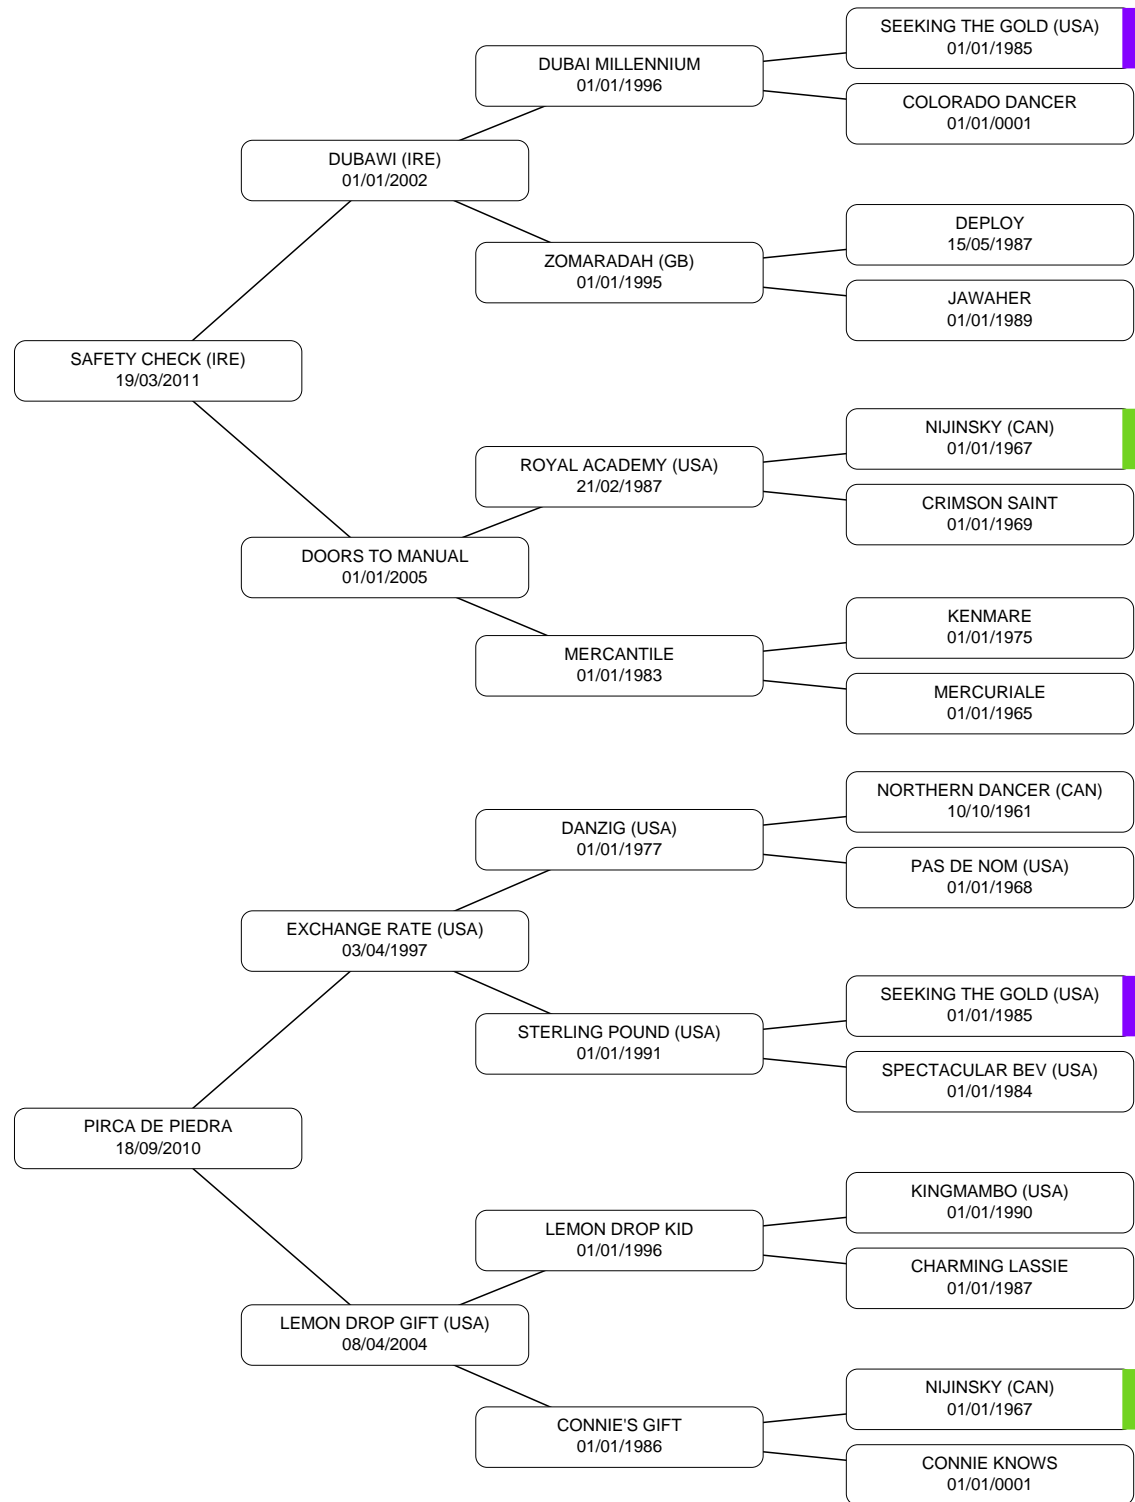 SEEKING THE GOLD (USA)
01/01/1985
DUBAI MILLENNIUM
01/01/1996
COLORADO DANCER
01/01/0001
DUBAWI (IRE)
01/01/2002
DEPLOY
15/05/1987
ZOMARADAH (GB)
01/01/1995
JAWAHER
01/01/1989
SAFETY CHECK (IRE)
19/03/2011
NIJINSKY (CAN)
01/01/1967
ROYAL ACADEMY (USA)
21/02/1987
CRIMSON SAINT
01/01/1969
DOORS TO MANUAL
01/01/2005
KENMARE
01/01/1975
MERCANTILE
01/01/1983
MERCURIALE
01/01/1965
NORTHERN DANCER (CAN)
10/10/1961
DANZIG (USA)
01/01/1977
PAS DE NOM (USA)
01/01/1968
EXCHANGE RATE (USA)
03/04/1997
SEEKING THE GOLD (USA)
01/01/1985
STERLING POUND (USA)
01/01/1991
SPECTACULAR BEV (USA)
01/01/1984
PIRCA DE PIEDRA
18/09/2010
KINGMAMBO (USA)
01/01/1990
LEMON DROP KID
01/01/1996
CHARMING LASSIE
01/01/1987
LEMON DROP GIFT (USA)
08/04/2004
NIJINSKY (CAN)
01/01/1967
CONNIE'S GIFT
01/01/1986
CONNIE KNOWS
01/01/0001